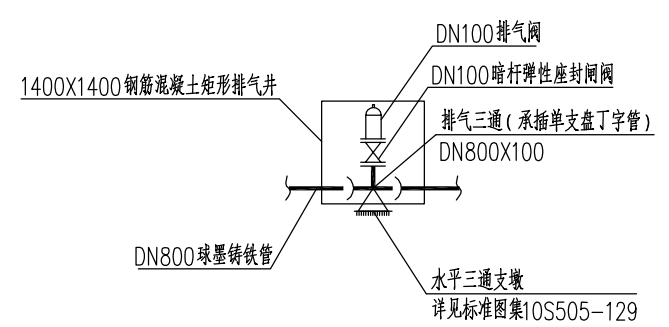 DN100排气阀
DN100暗杆弹性座封闸阀
1400X1400钢筋混凝土矩形排气井
排气三通(承插单支盘丁字管)
DN800X100
DN800球墨铸铁管
水平三通支墩
详见标准图集10S505-129